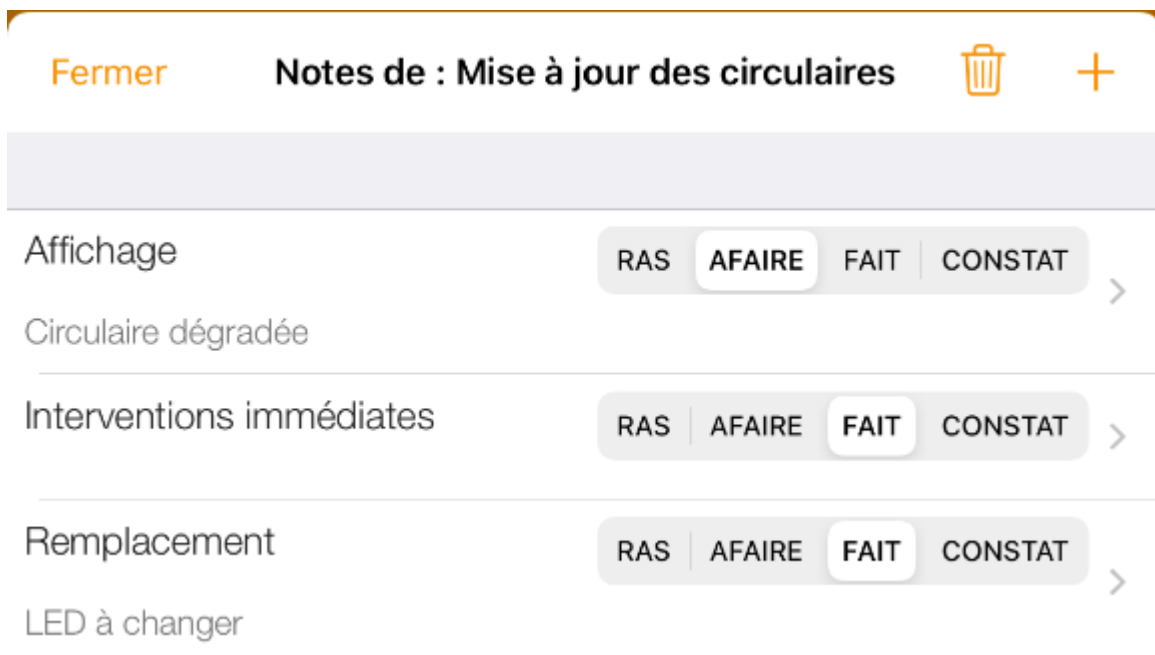 Fermer Notes de : Mise à jour des circulaires
Affichage RAS AFAIRE FAIT CONSTAT
Circulaire dégradée
Interventions immédiates RAS AFAIRE FAIT CONSTAT
Remplacement RAS AFAIRE FAIT CONSTAT
LED à changer